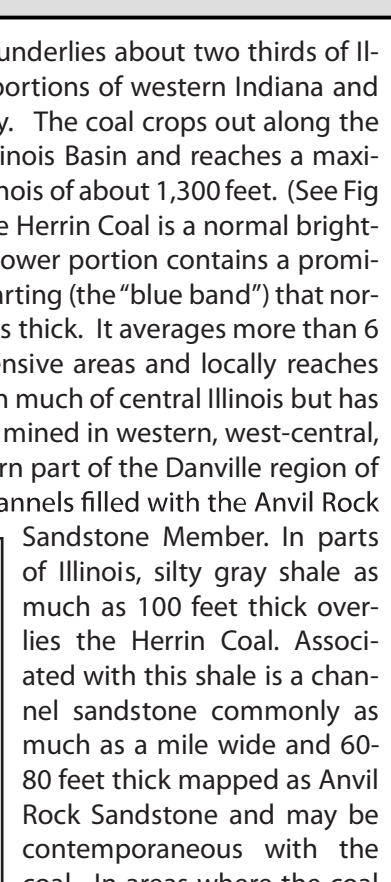 underlies about two thirds of Il-
portions of western Indiana and
y. The coal crops out along the
inois Basin and reaches a maxi-
nois of about 1,300 feet. (See Fig
e Herrin Coal is a normal bright-
ower portion contains a promi-
arting (the “blue band”) that nor-
s thick. It averages more than 6
ensive areas and locally reaches
n much of central Illinois but has
mined in western, west-central,
rn part of the Danville region of
annels filled with the Anvil Rock
Sandstone Member. In parts
of Illinois, silty gray shale as
much as 100 feet thick over-
lies the Herrin Coal. Associ-
ated with this shale is a chan-
nel sandstone commonly as
much as a mile wide and 60-
80 feet thick mapped as Anvil
Rock Sandstone and may be
contemporaneous with the
coal. In areas where the coal